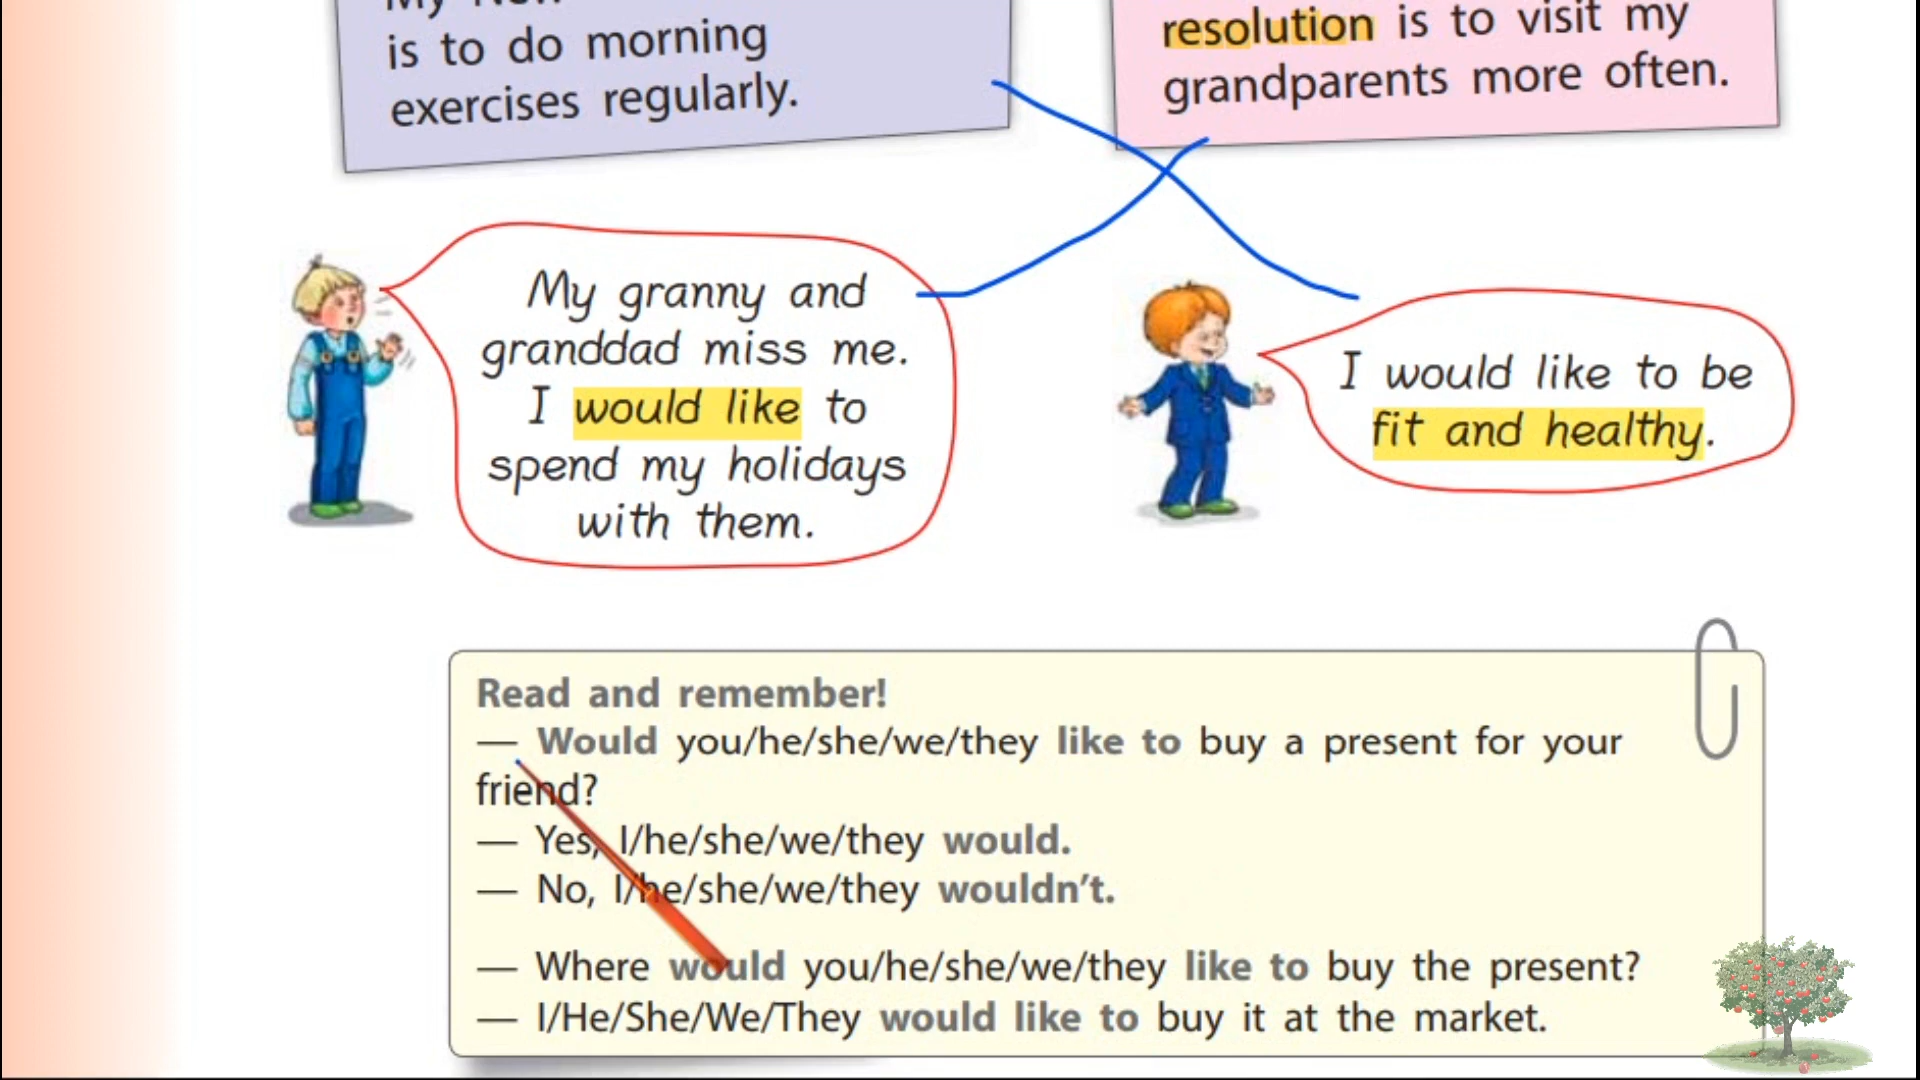 is to do morning
exercises regularly.
resolution is to visit my
grandparents more often.
My granny and
granddad miss me.
I would like to
spend my holidays
with them.
I would like to be
fit and healthy.
Read and remember!
— Would you/he/she/we/they like to buy a present for your
friend?
— Yes, I/he/she/we/they would.
— No, I/he/she/we/they wouldn't.
— Where would you/he/she/we/they like to buy the present?
— I/He/She/We/They would like to buy it at the market.